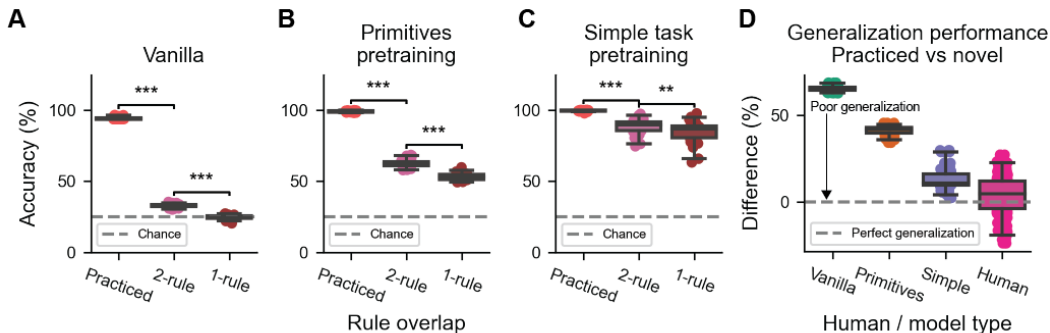 A
Vanilla
Accuracy (%)
100
50
0
***
***
Chance
Practiced
2-rule
1-rule
B
Primitives
pretraining
100
50
0
***
***
Chance
Practiced
2-rule
1-rule
Rule overlap
C
Simple task
pretraining
100
50
0
***
**
Chance
Practiced
2-rule
1-rule
D
Generalization performance
Practiced vs novel
Difference (%)
50
0
Poor generalization
Perfect generalization
Vanilla
Primitives
Simple
Human
Human / model type